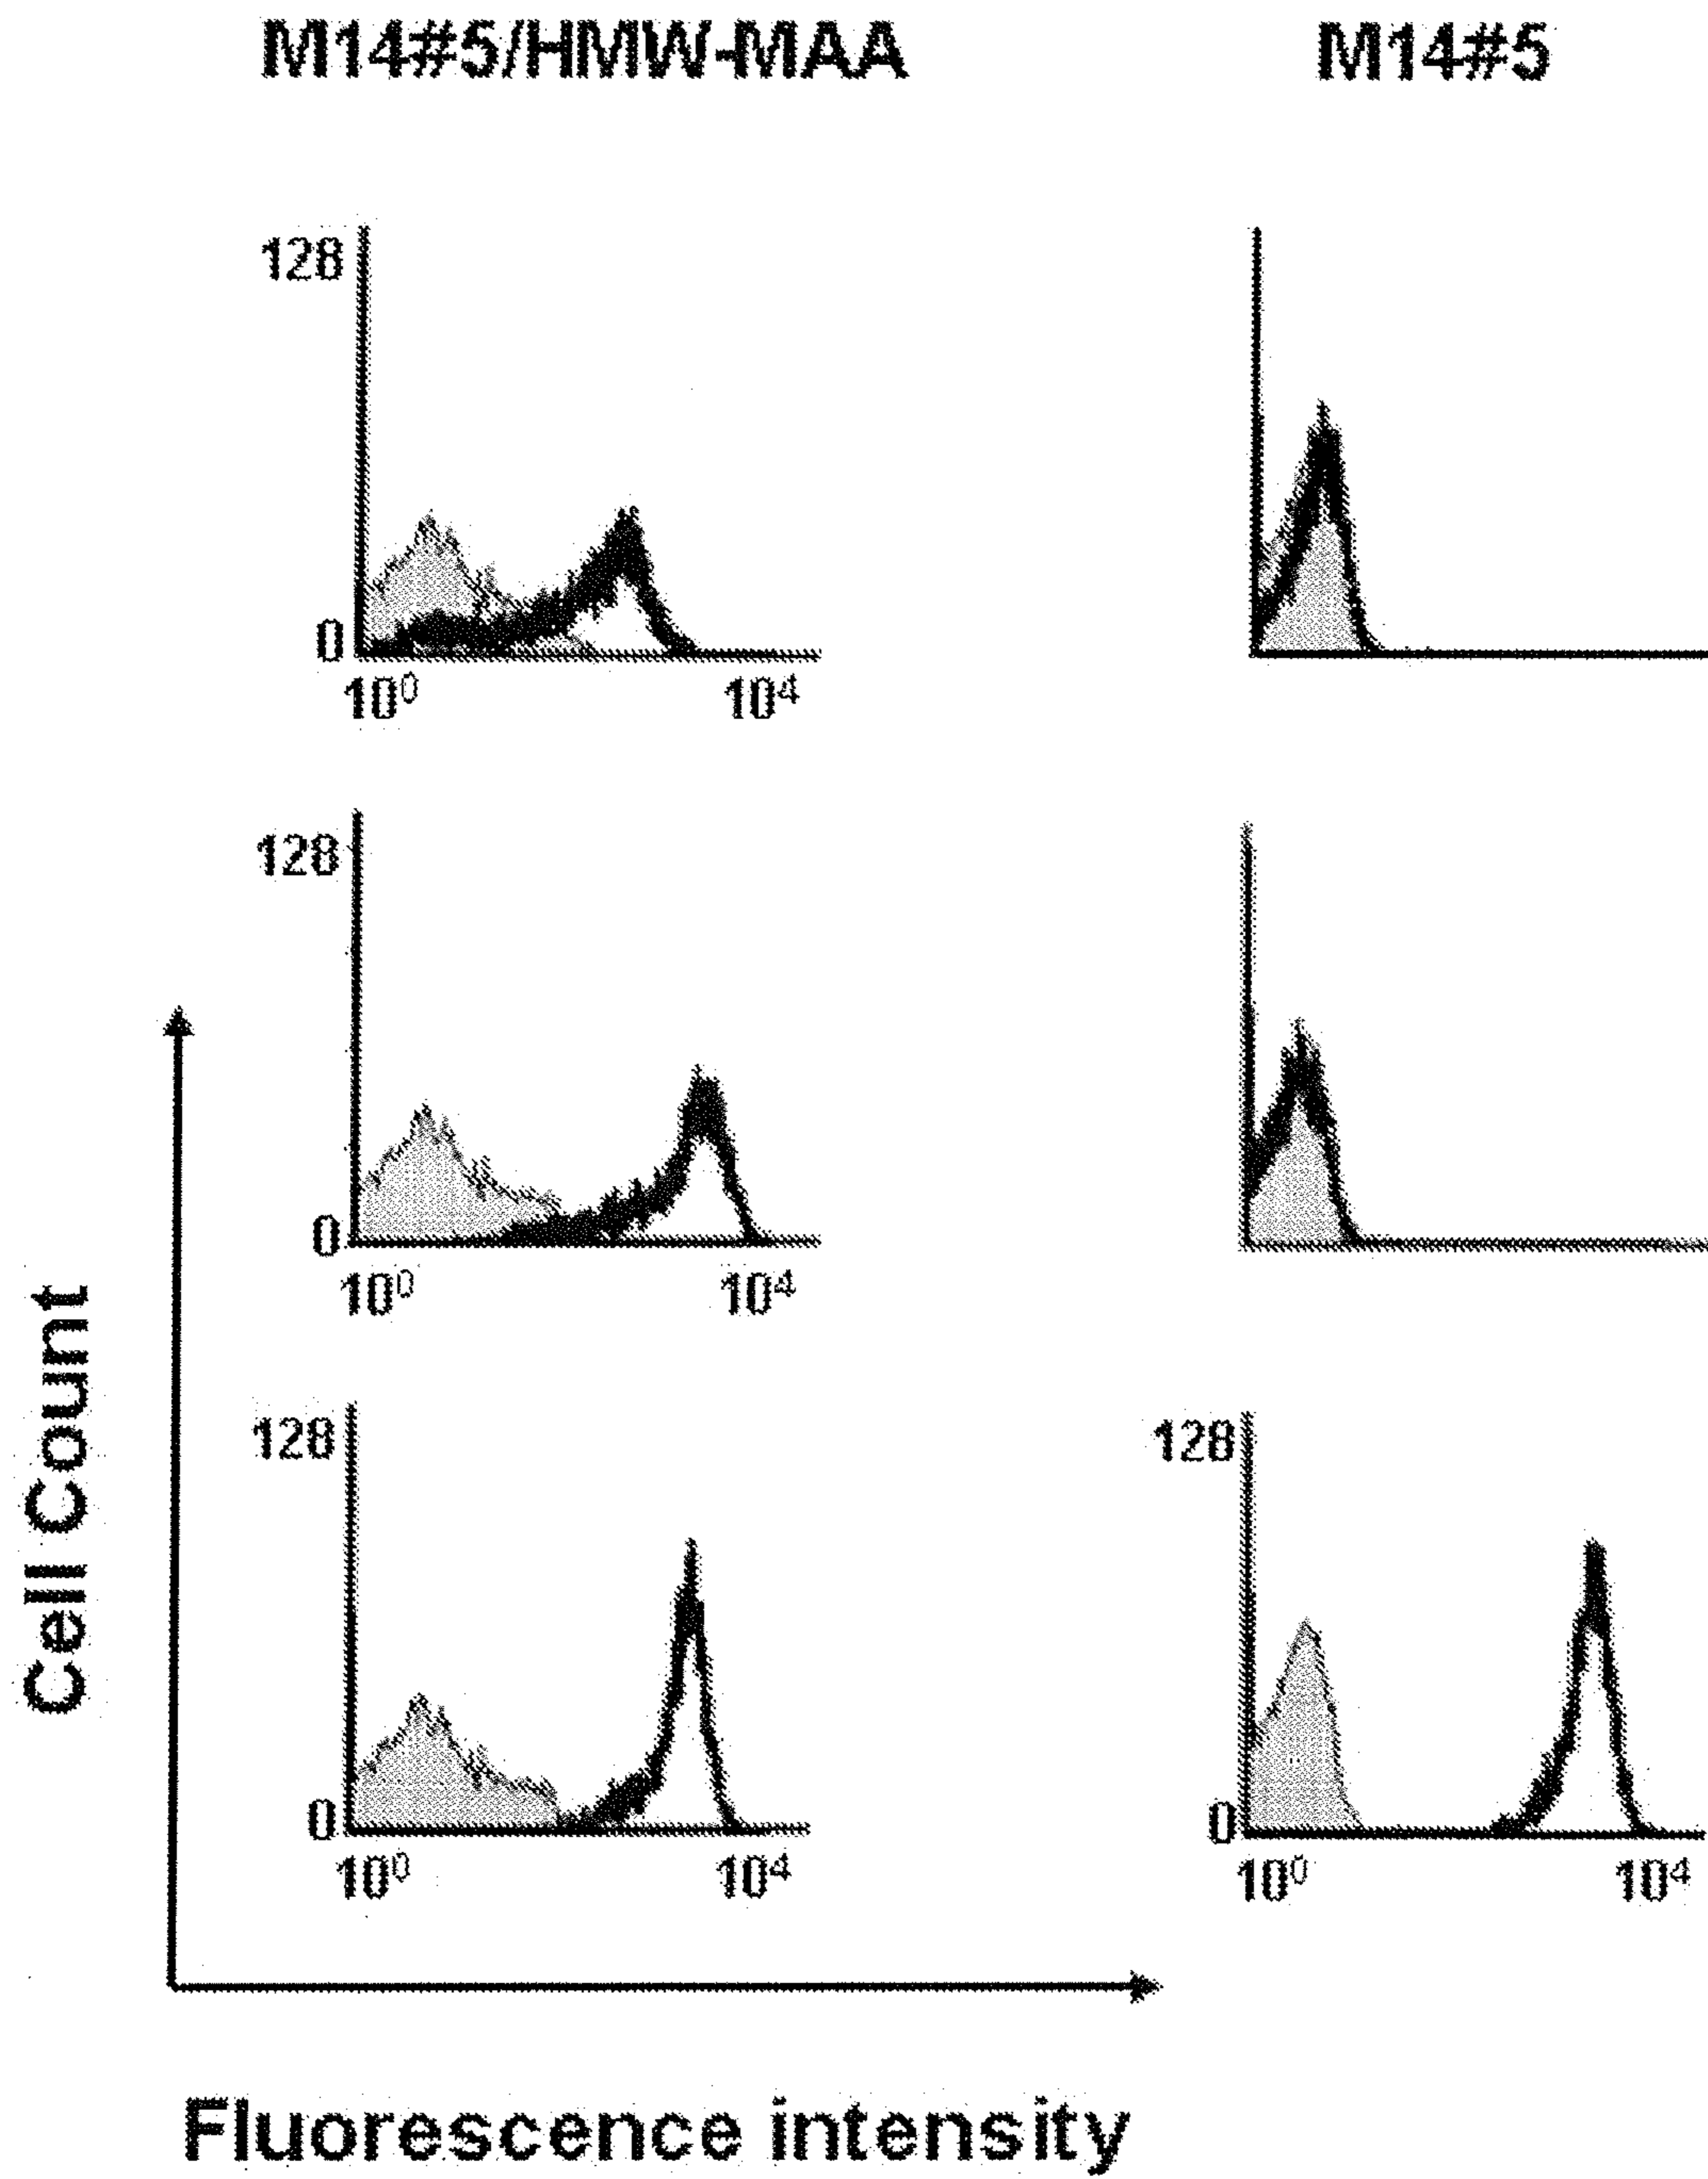 M14#5/HMW-MAA M14#5
128
0
10⁰ 10⁴
128
0
10⁰ 10⁴
Cell Count
128 128
0 0
10⁰ 10⁴ 10⁰ 10⁴
Fluorescence intensity